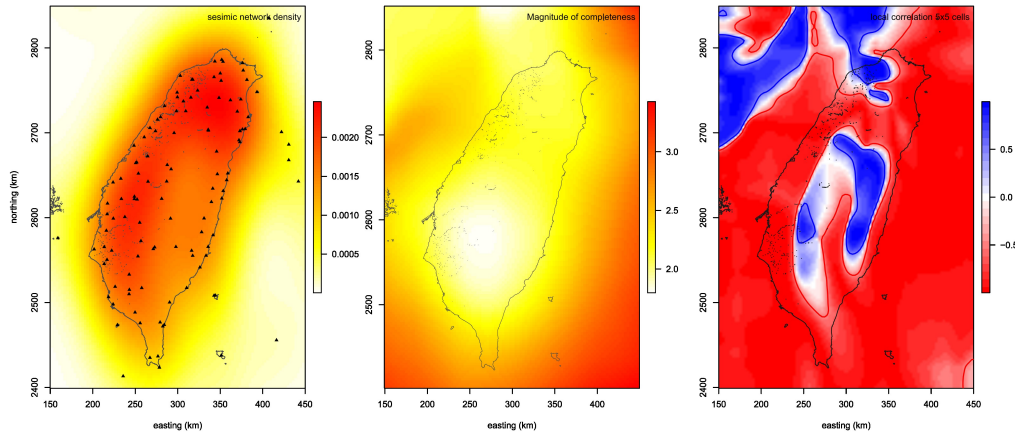 sesimic network density
northing (km)
2400 2500 2600 2700 2800
150 200 250 300 350 400 450
easting (km)
0.0020
0.0015
0.0010
0.0005
Magnitude of completeness
2500 2600 2700 2800
150 200 250 300 350 400
easting (km)
3.0
2.5
2.0
local correlation 5x5 cells
2400 2500 2600 2700 2800
150 200 250 300 350 400 450
easting (km)
0.5
0.0
−0.5